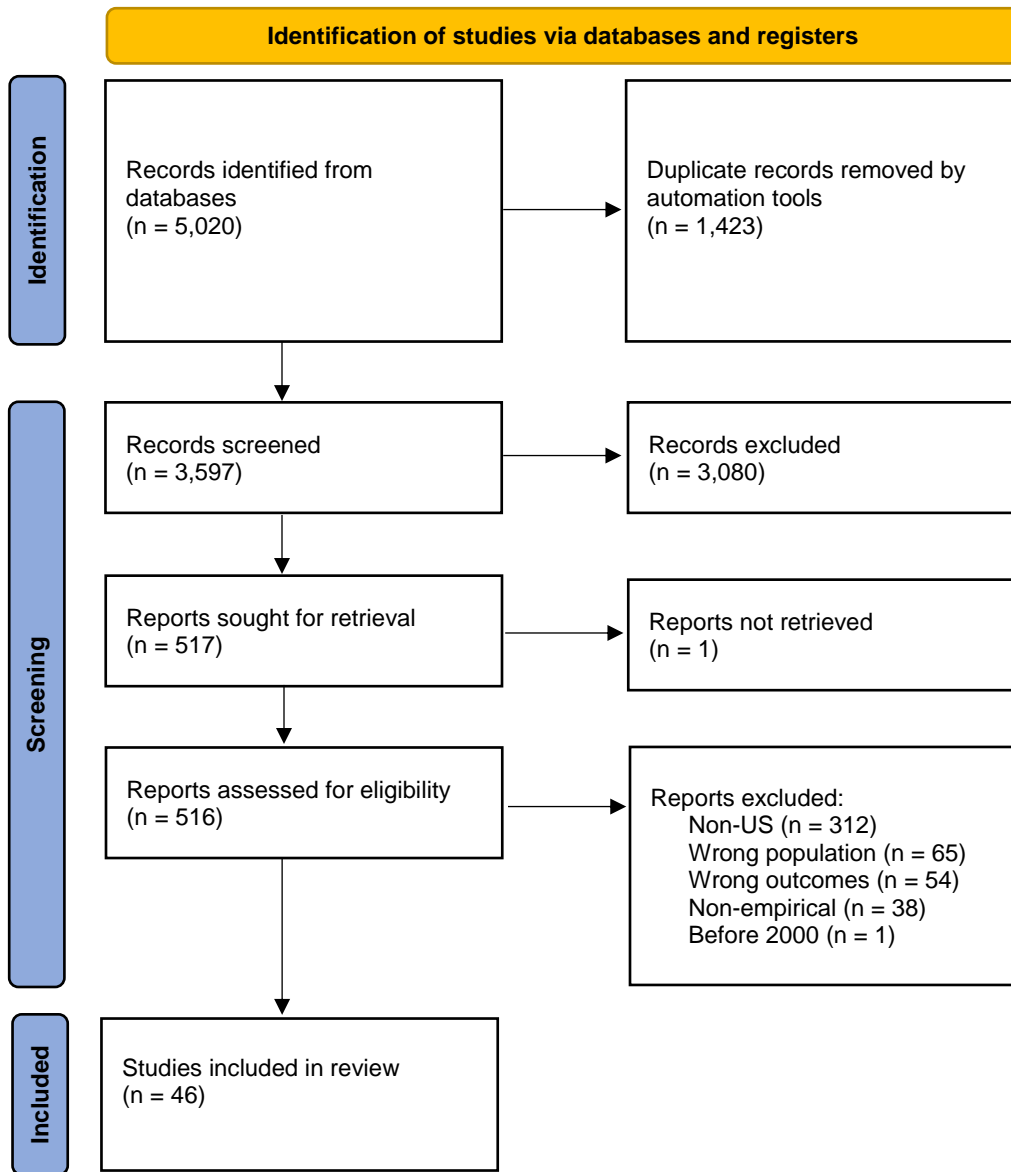 Identification of studies via databases and registers
Identification
Records identified from
databases
(n = 5,020)
Duplicate records removed by
automation tools
(n = 1,423)
Screening
Records screened
(n = 3,597)
Records excluded
(n = 3,080)
Reports sought for retrieval
(n = 517)
Reports not retrieved
(n = 1)
Reports assessed for eligibility
(n = 516)
Reports excluded:
Non-US (n = 312)
Wrong population (n = 65)
Wrong outcomes (n = 54)
Non-empirical (n = 38)
Before 2000 (n = 1)
Included
Studies included in review
(n = 46)